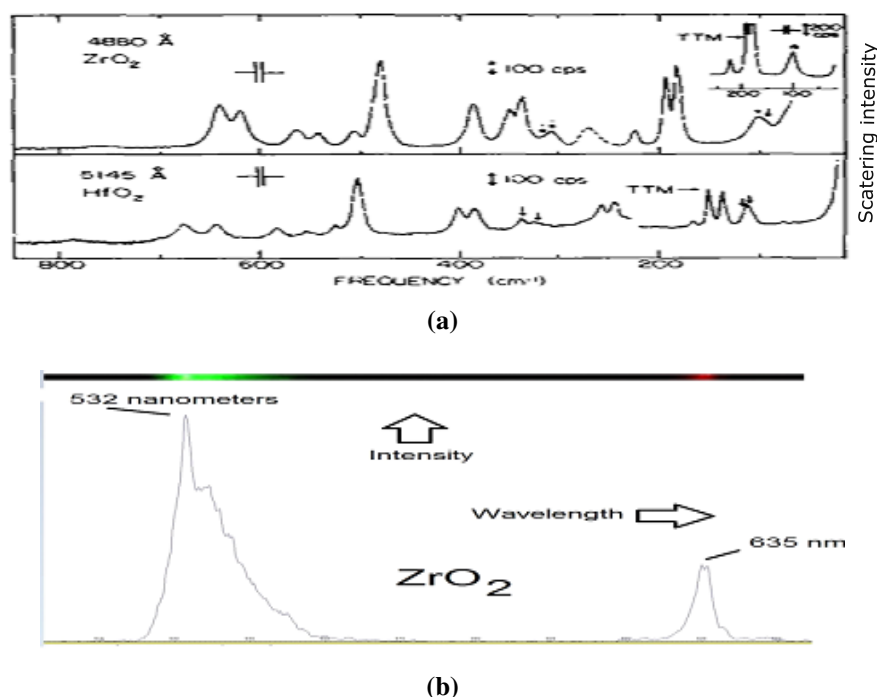 4880 Å
ZrO2
100 cps
TTM
200
cps
200 100
5145 Å
HfO2
100 cps
TTM
800 600 400 200
FREQUENCY (cm-1)
Scatering intensity
(a)
532 nanometers
Intensity
Wavelength
635 nm
ZrO2
(b)